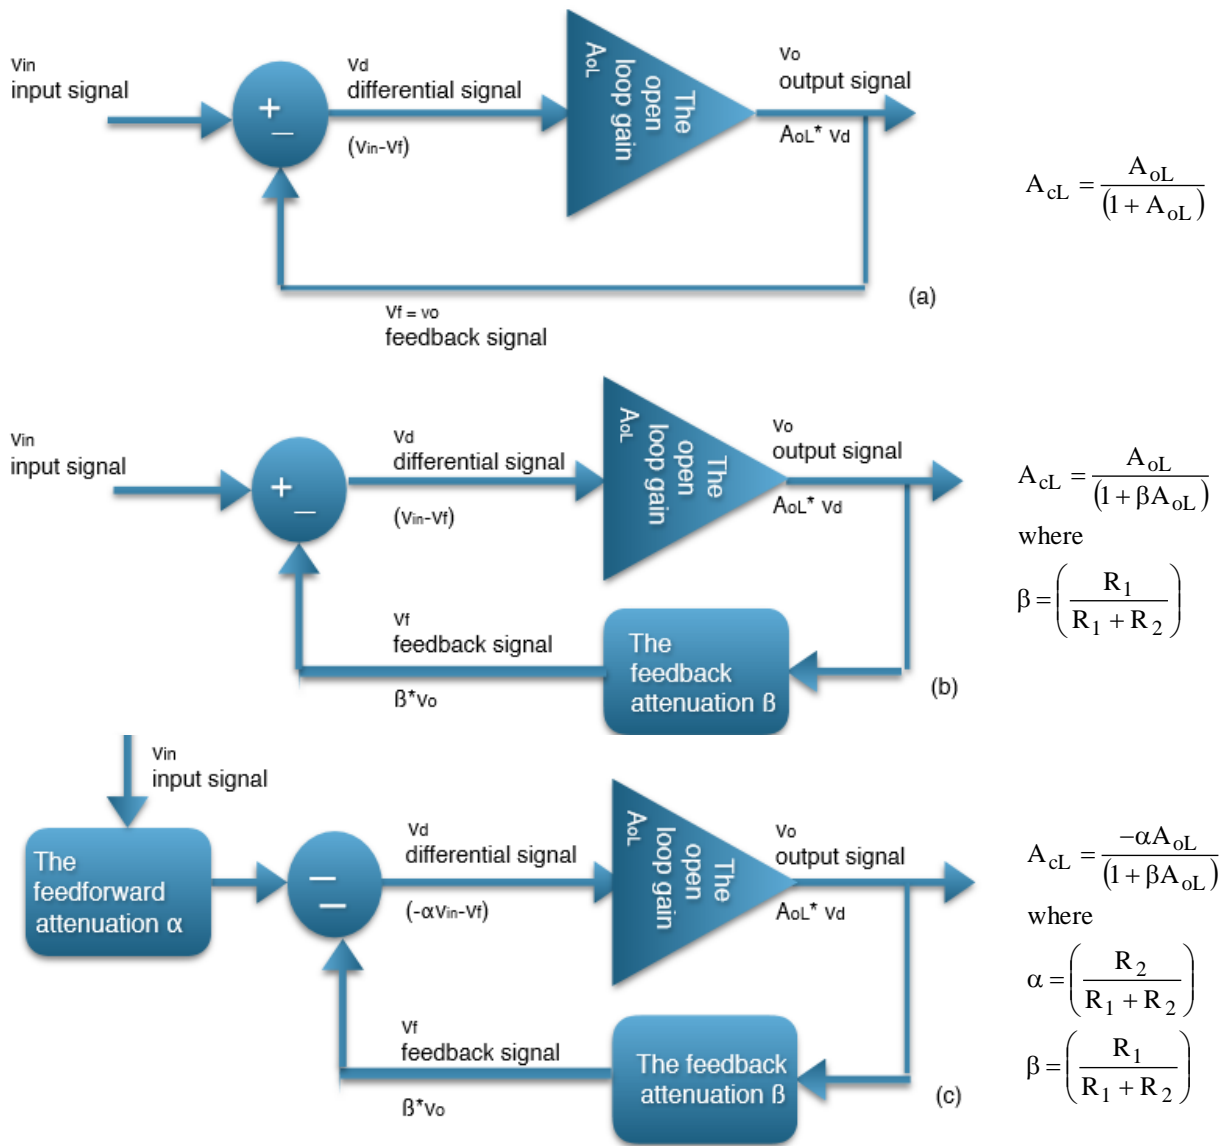 Vin
input signal
Vd
differential signal
(Vin-Vf)
+
–
The
open
loop gain
AoL
Vo
output signal
AoL* Vd
Vf = vo
feedback signal
(a)
A_cL = A_oL / (1 + A_oL)
Vin
input signal
Vd
differential signal
(Vin-Vf)
+
–
The
open
loop gain
AoL
Vo
output signal
AoL* Vd
Vf
feedback signal
ß*Vo
The
feedback
attenuation ß
(b)
A_cL = A_oL / (1 + βA_oL)
where
β = (R_1 / (R_1 + R_2))
Vin
input signal
The
feedforward
attenuation α
–
–
Vd
differential signal
(-αVin-Vf)
The
open
loop gain
AoL
Vo
output signal
AoL* Vd
Vf
feedback signal
ß*Vo
The feedback
attenuation ß
(c)
A_cL = -αA_oL / (1 + βA_oL)
where
α = (R_2 / (R_1 + R_2))
β = (R_1 / (R_1 + R_2))